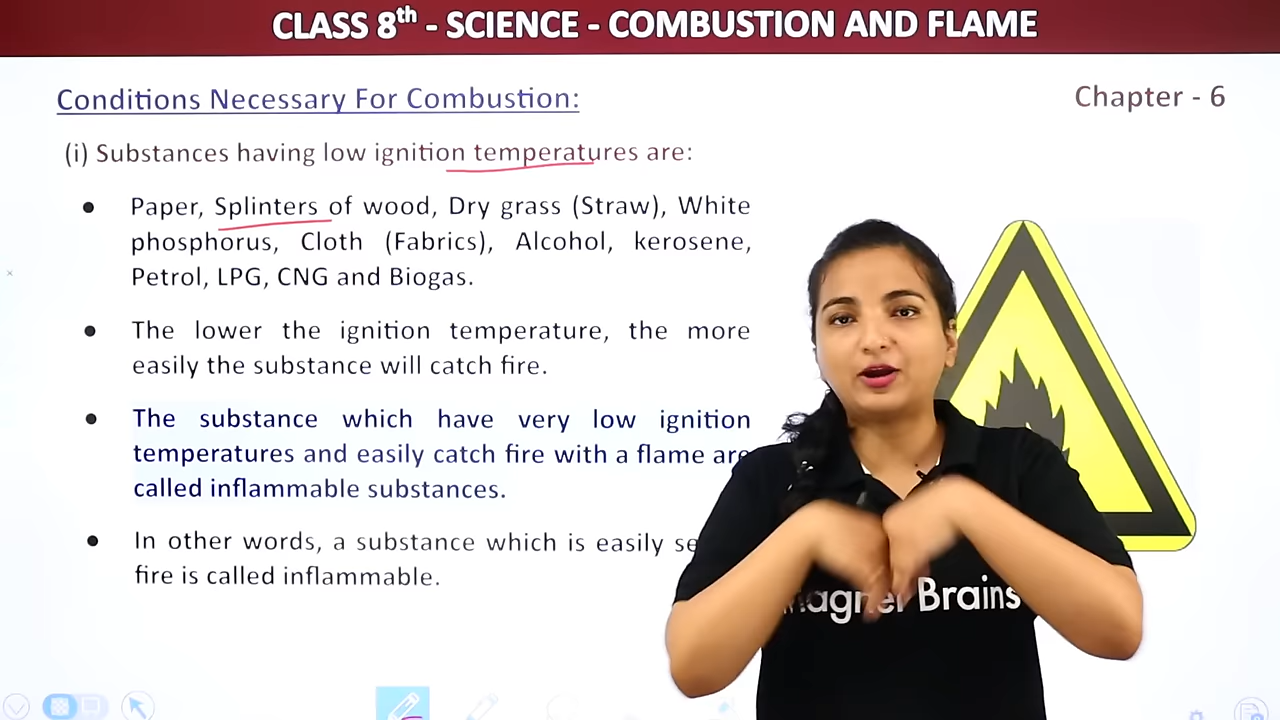 CLASS 8th - SCIENCE - COMBUSTION AND FLAME
Conditions Necessary For Combustion:
Chapter - 6
(i) Substances having low ignition temperatures are:
● Paper, Splinters of wood, Dry grass (Straw), White
phosphorus, Cloth (Fabrics), Alcohol, kerosene,
Petrol, LPG, CNG and Biogas.
● The lower the ignition temperature, the more
easily the substance will catch fire.
● The substance which have very low ignition
temperatures and easily catch fire with a flame are
called inflammable substances.
● In other words, a substance which is easily
fire is called inflammable.
Brains